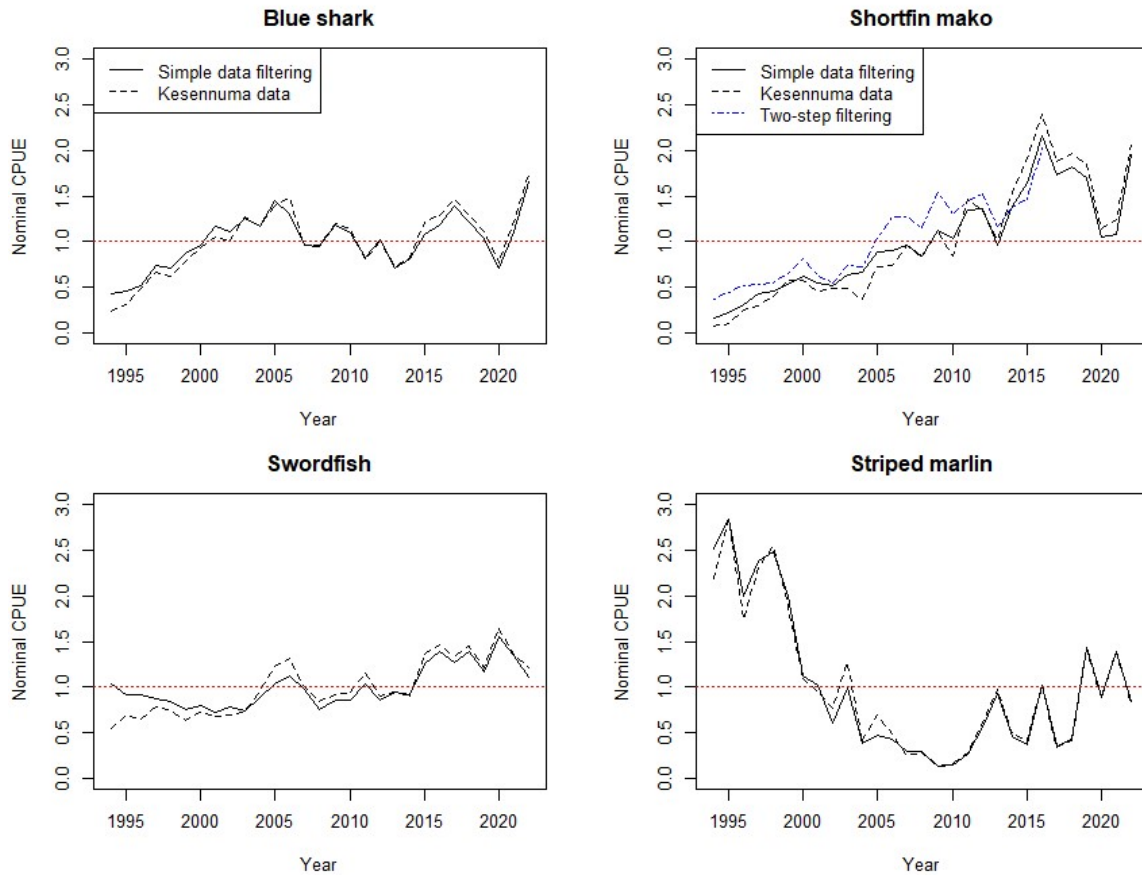 Blue shark
Nominal CPUE
3.0
2.5
2.0
1.5
1.0
0.5
0.0
Simple data filtering
Kesennuma data
1995 2000 2005 2010 2015 2020
Year
Shortfin mako
Nominal CPUE
3.0
2.5
2.0
1.5
1.0
0.5
0.0
Simple data filtering
Kesennuma data
Two-step filtering
1995 2000 2005 2010 2015 2020
Year
Swordfish
Nominal CPUE
3.0
2.5
2.0
1.5
1.0
0.5
0.0
1995 2000 2005 2010 2015 2020
Year
Striped marlin
Nominal CPUE
3.0
2.5
2.0
1.5
1.0
0.5
0.0
1995 2000 2005 2010 2015 2020
Year